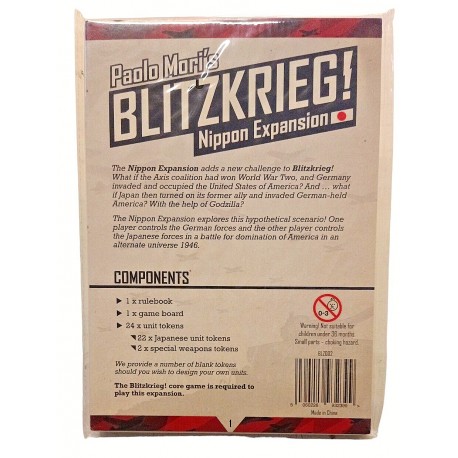 Paolo Mori's
BLITZKRIEG!
Nippon Expansion
The Nippon Expansion adds a new challenge to Blitzkrieg!
What if the Axis coalition had won World War Two, and Germany
invaded and occupied the United States of America? And ... what
if Japan then turned on its former ally and invaded German-held
America? With the help of Godzilla?
The Nippon Expansion explores this hypothetical scenario! One
player controls the German forces and the other player controls
the Japanese forces in a battle for domination of America in an
alternate universe 1946.
COMPONENTS
1 x rulebook
1 x game board
24 x unit tokens
22 x Japanese unit tokens
2 x special weapons tokens
We provide a number of blank tokens
should you wish to design your own units.
The Blitzkrieg! core game is required to
play this expansion.
0-3
Warning! Not suitable for
children under 36 months
Small parts - choking hazard.
Made in China
1